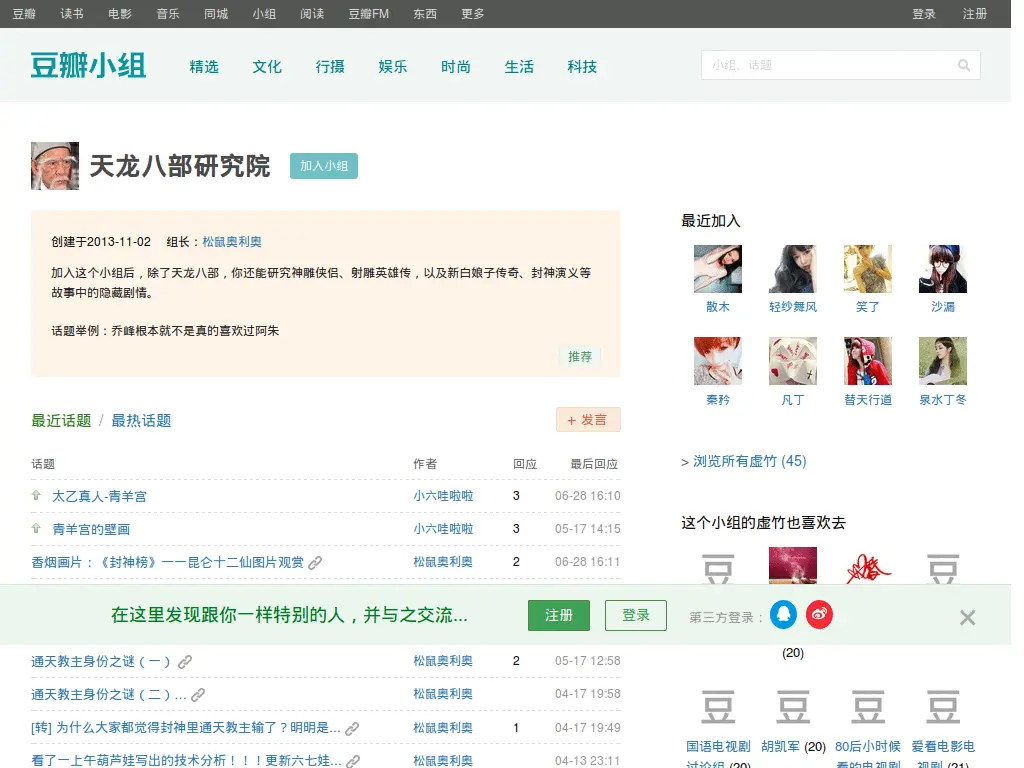 豆瓣 读书 电影 音乐 同城 小组 阅读 豆瓣FM 东西 更多 登录 注册
豆瓣小组 精选 文化 行摄 娱乐 时尚 生活 科技 小组、话题
天龙八部研究院 加入小组
创建于2013-11-02 组长：松鼠奥利奥
加入这个小组后，除了天龙八部，你还能研究神雕侠侣、射雕英雄传，以及新白娘子传奇、封神演义等
故事中的隐藏剧情。
话题举例：乔峰根本就不是真的喜欢过阿朱
推荐
最近话题 / 最热话题 + 发言
话题 作者 回应 最后回应
太乙真人-青羊宫 小六哇啦啦 3 06-28 16:10
青羊宫的壁画 小六哇啦啦 3 05-17 14:15
香烟画片：《封神榜》一一昆仑十二仙图片观赏 松鼠奥利奥 2 06-28 16:11
最近加入
散木 轻纱舞风 笑了 沙漏
秦矜 凡丁 替天行道 泉水丁冬
> 浏览所有虚竹 (45)
这个小组的虚竹也喜欢去
豆 豆
在这里发现跟你一样特别的人，并与之交流... 注册 登录 第三方登录： ×
(20)
通天教主身份之谜（一） 松鼠奥利奥 2 05-17 12:58
通天教主身份之谜（二）... 松鼠奥利奥 04-17 19:58
[转] 为什么大家都觉得封神里通天教主输了？明明是... 松鼠奥利奥 1 04-17 19:49
看了一上午葫芦娃写出的技术分析！！！更新六七娃... 松鼠奥利奥 04-13 23:11
豆 豆 豆 豆
国语电视剧 胡凯军 (20) 80后小时候 爱看电影电
讨论组 (20) 看的电视剧 视剧 (21)